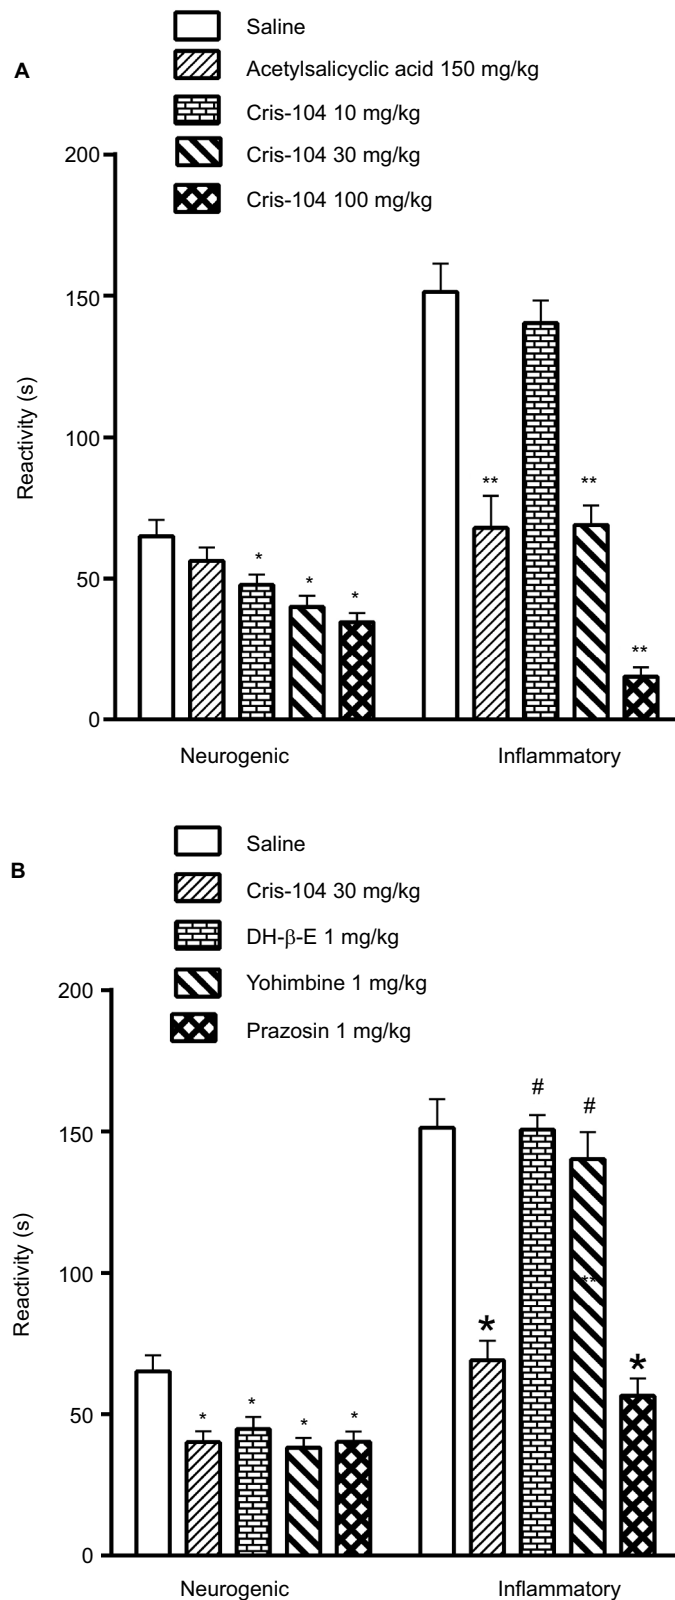 Saline
A
Acetylsalicyclic acid 150 mg/kg
Cris-104 10 mg/kg
Cris-104 30 mg/kg
Cris-104 100 mg/kg
200
150
100
50
0
Reactivity (s)
*
*
*
**
**
**
Neurogenic
Inflammatory
Saline
B
Cris-104 30 mg/kg
DH-β-E 1 mg/kg
Yohimbine 1 mg/kg
Prazosin 1 mg/kg
200
150
100
50
0
Reactivity (s)
*
*
*
*
*
#
#
**
*
Neurogenic
Inflammatory